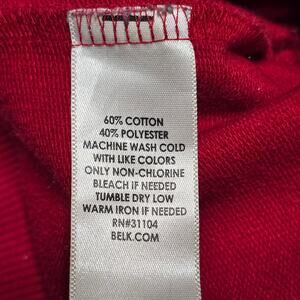 60% COTTON
40% POLYESTER
MACHINE WASH COLD
WITH LIKE COLORS
ONLY NON-CHLORINE
BLEACH IF NEEDED
TUMBLE DRY LOW
WARM IRON IF NEEDED
RN#31104
BELK.COM